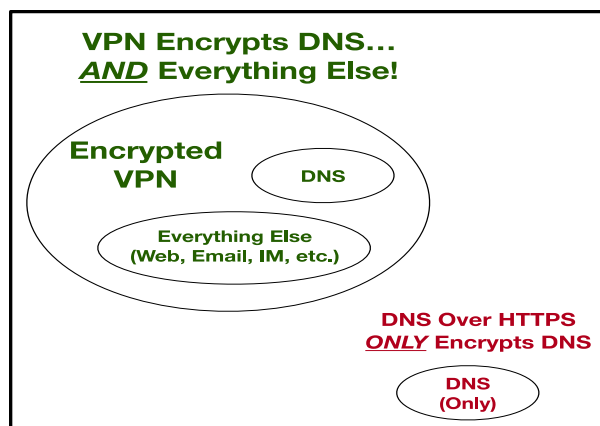 VPN Encrypts DNS...
AND Everything Else!
Encrypted
VPN
DNS
Everything Else
(Web, Email, IM, etc.)
DNS Over HTTPS
ONLY Encrypts DNS
DNS
(Only)